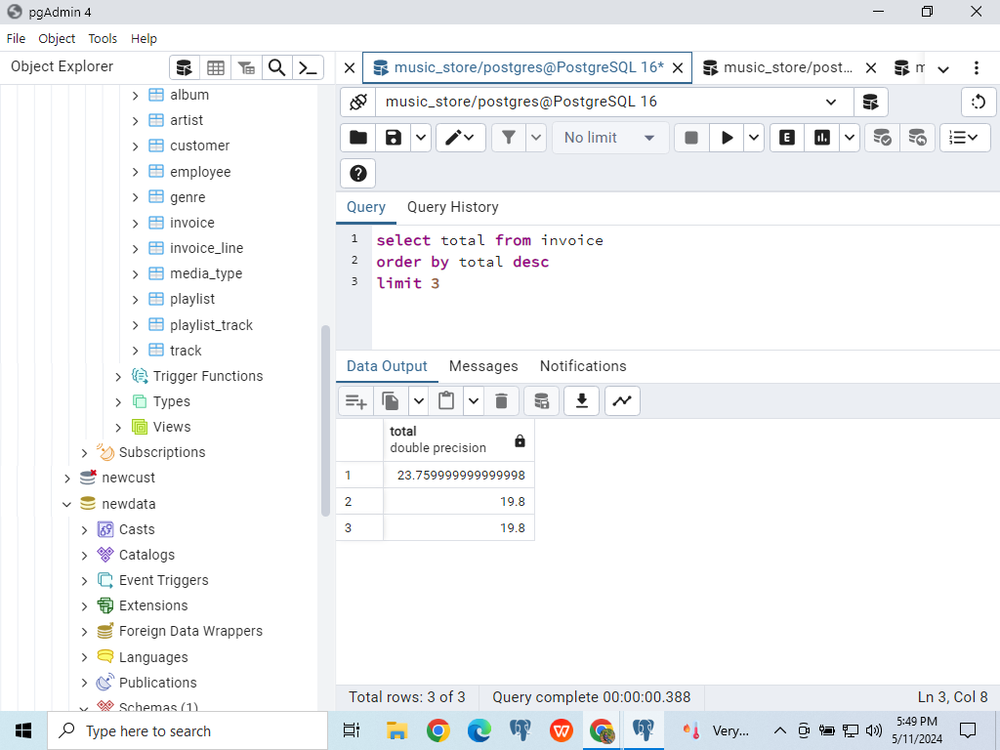 pgAdmin 4
File Object Tools Help
Object Explorer
album
artist
customer
employee
genre
invoice
invoice_line
media_type
playlist
playlist_track
track
Trigger Functions
Types
Views
Subscriptions
newcust
newdata
Casts
Catalogs
Event Triggers
Extensions
Foreign Data Wrappers
Languages
Publications
Schemas (1)
music_store/postgres@PostgreSQL 16*
music_store/post...
m
music_store/postgres@PostgreSQL 16
No limit
E
Query Query History
1 select total from invoice
2 order by total desc
3 limit 3
Data Output Messages Notifications
total
double precision
1 23.759999999999998
2 19.8
3 19.8
Total rows: 3 of 3 Query complete 00:00:00.388 Ln 3, Col 8
Type here to search
W
Very...
5:49 PM
5/11/2024